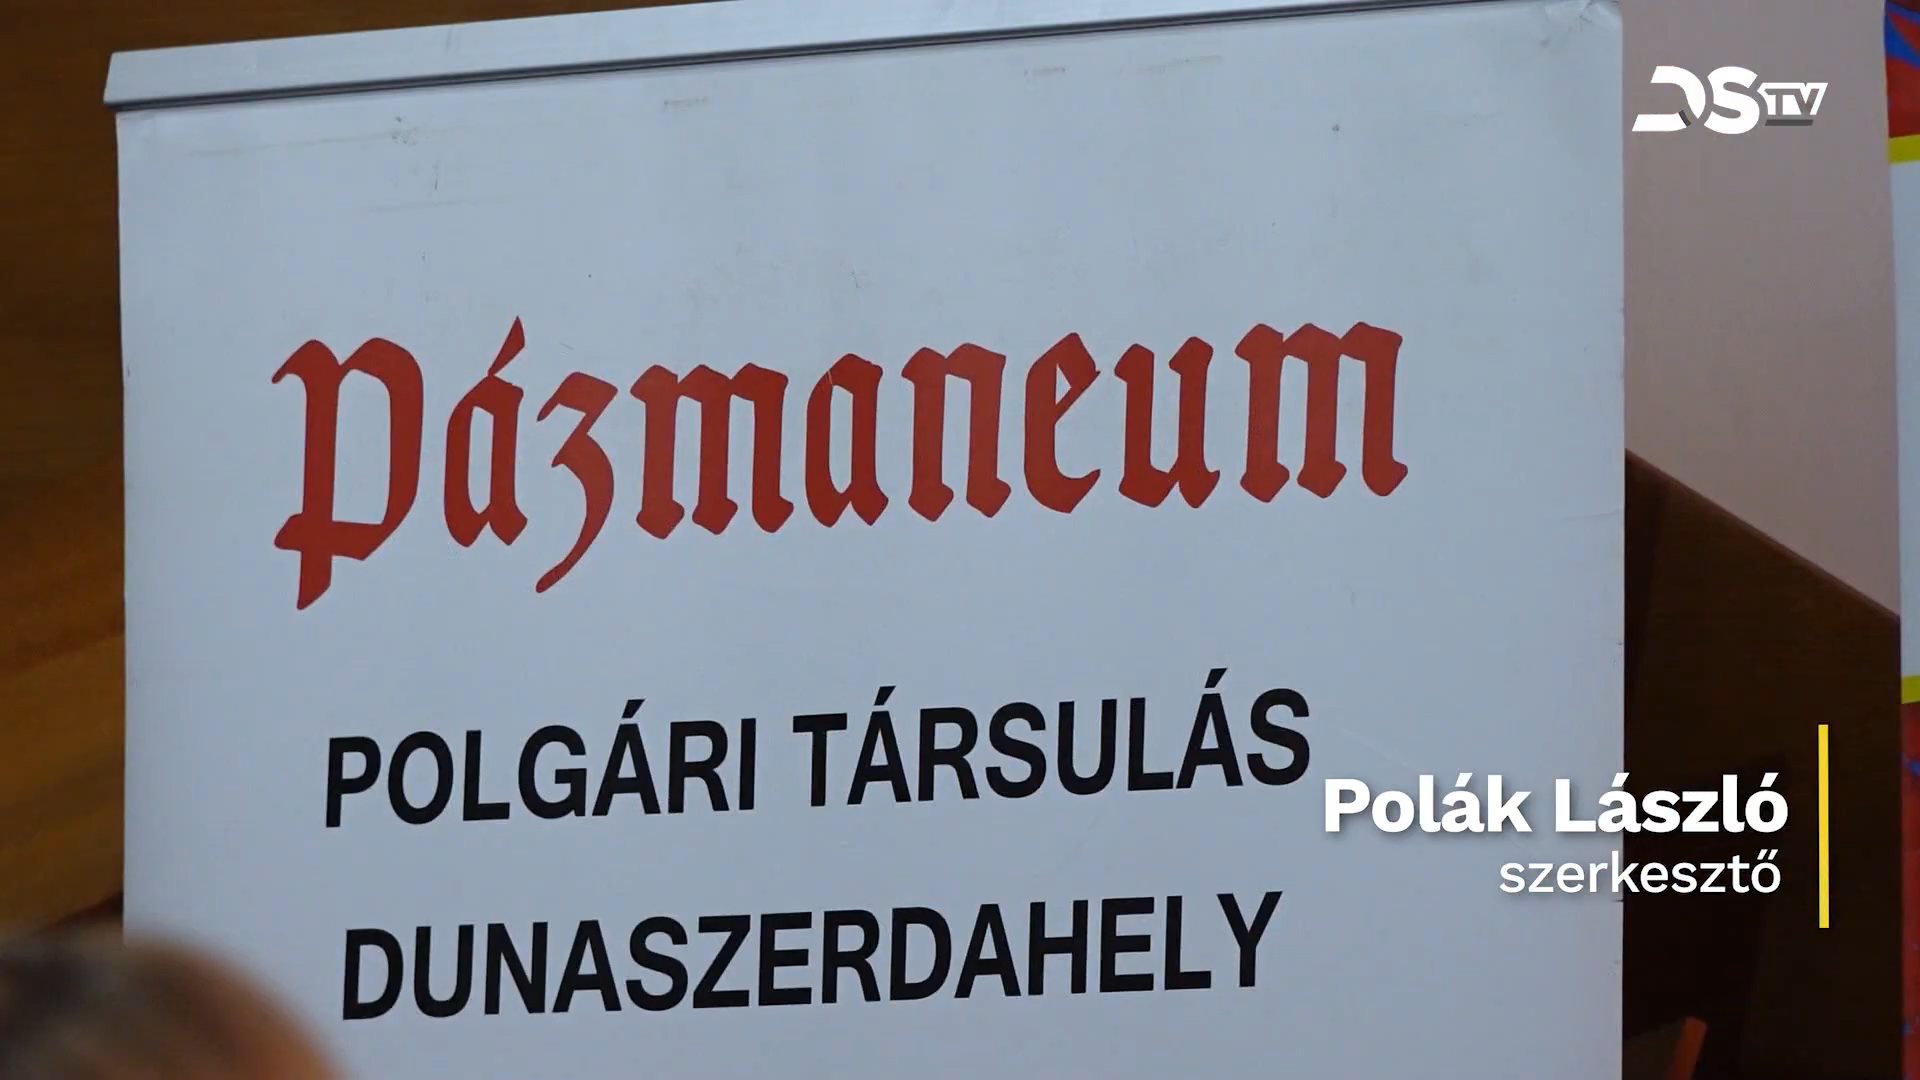 DSTV
Pázmaneum
POLGÁRI TÁRSULÁS
DUNASZERDAHELY
Polák László
szerkesztő